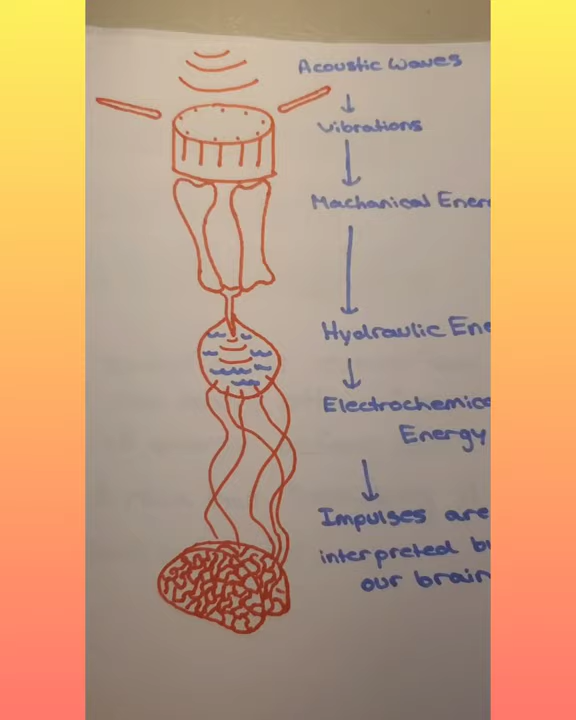 Acoustic Waves
Vibrations
Machanical Ener
Hydraulic Ene
Electrochemica
Energy
Impulses are
interpreted b
our brain